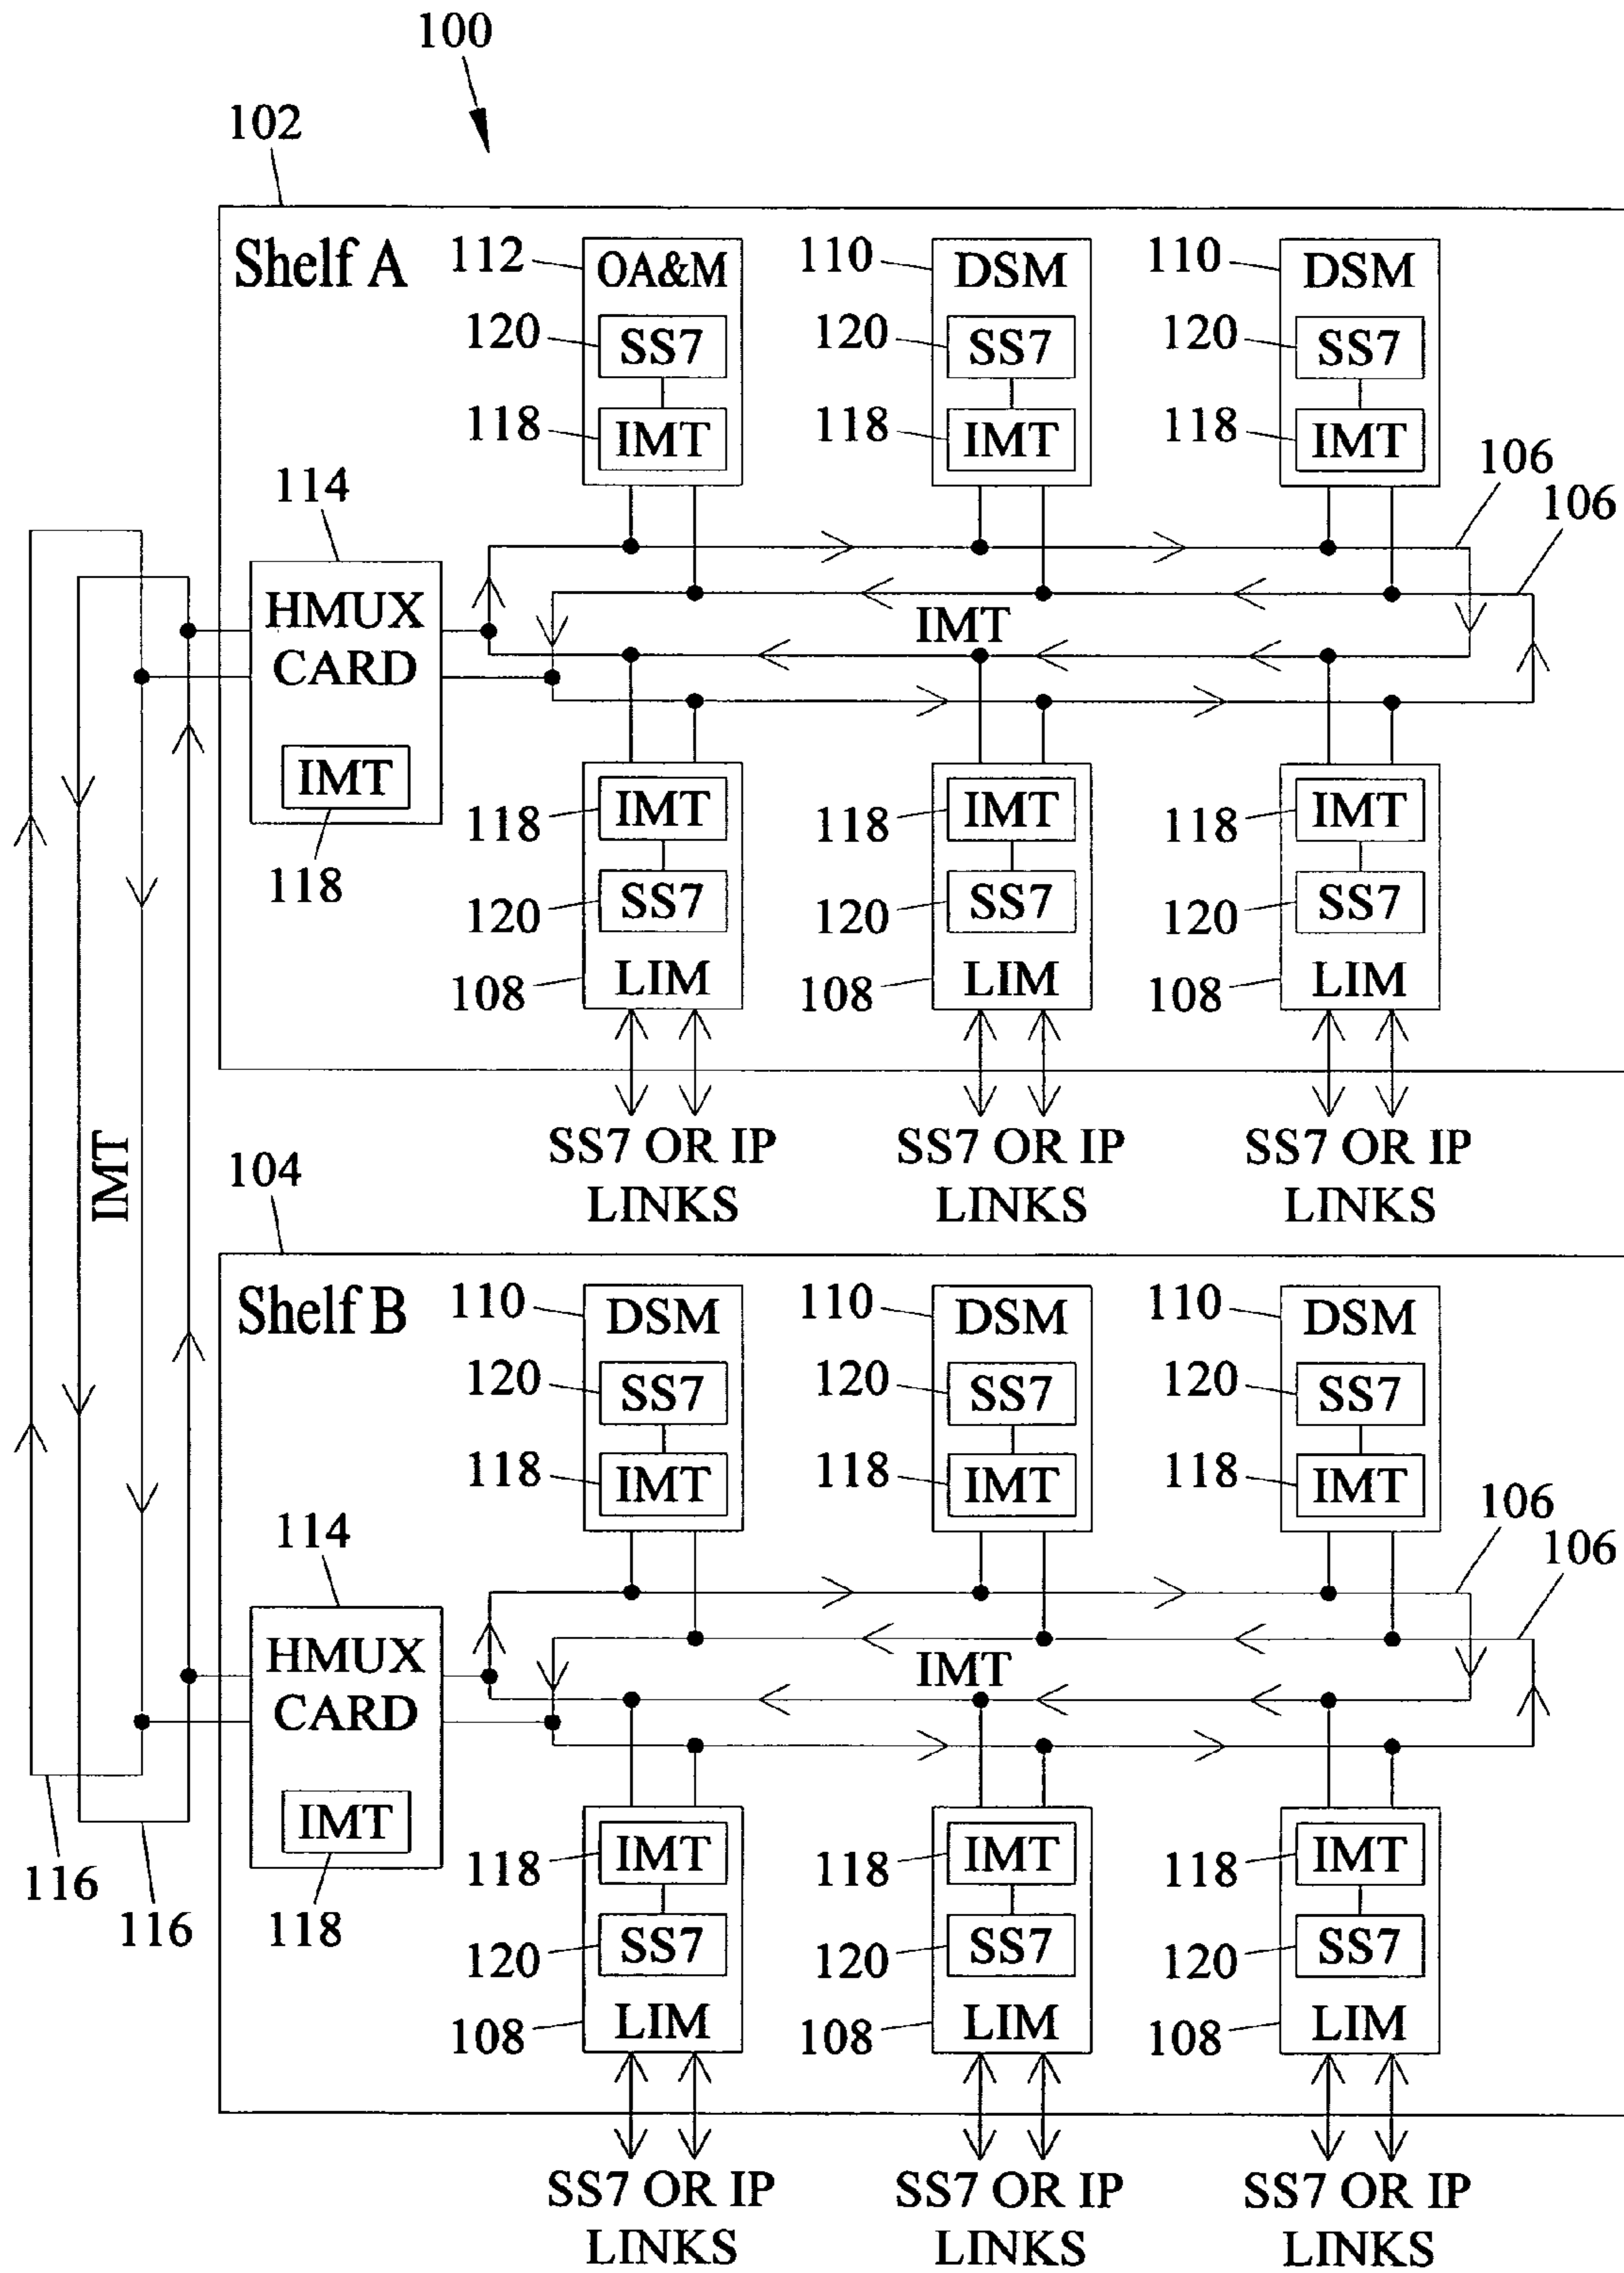 100
102
Shelf A
112 OA&M 110 DSM 110 DSM
120 SS7 120 SS7 120 SS7
118 IMT 118 IMT 118 IMT
106
114 106
HMUX
CARD
IMT
IMT
118
118 IMT 118 IMT 118 IMT
120 SS7 120 SS7 120 SS7
108 LIM 108 LIM 108 LIM
SS7 OR IP SS7 OR IP SS7 OR IP
LINKS LINKS LINKS
IMT
104
Shelf B
110 DSM 110 DSM 110 DSM
120 SS7 120 SS7 120 SS7
118 IMT 118 IMT 118 IMT
106
114 106
HMUX
CARD
IMT
IMT
118
118 IMT 118 IMT 118 IMT
120 SS7 120 SS7 120 SS7
108 LIM 108 LIM 108 LIM
116
116
SS7 OR IP SS7 OR IP SS7 OR IP
LINKS LINKS LINKS